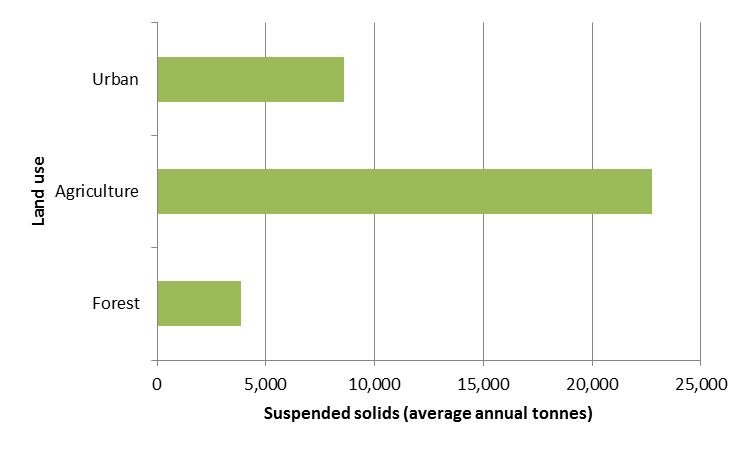 Urban
Agriculture
Forest
Land use
0 5,000 10,000 15,000 20,000 25,000
Suspended solids (average annual tonnes)